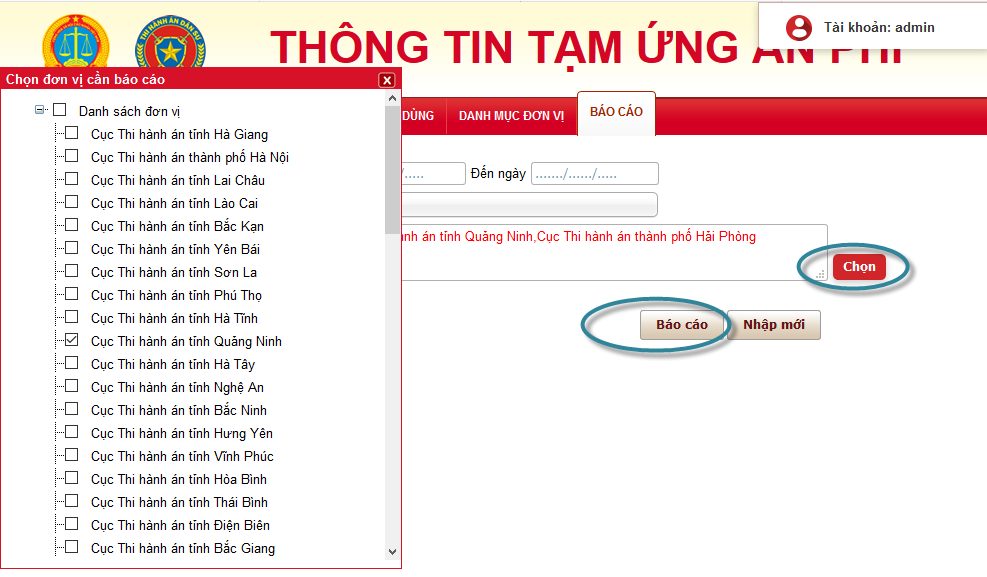 THÔNG TIN TẠM ỨNG ÁN PHÍ
Tài khoản: admin
THI HÀNH ÁN DÂN SỰ
Chọn đơn vị cần báo cáo
DÙNG
DANH MỤC ĐƠN VỊ
BÁO CÁO
Danh sách đơn vị
Cục Thi hành án tỉnh Hà Giang
Cục Thi hành án thành phố Hà Nội
Cục Thi hành án tỉnh Lai Châu
Cục Thi hành án tỉnh Lào Cai
Cục Thi hành án tỉnh Bắc Kạn
Cục Thi hành án tỉnh Yên Bái
Cục Thi hành án tỉnh Sơn La
Cục Thi hành án tỉnh Phú Thọ
Cục Thi hành án tỉnh Hà Tĩnh
Cục Thi hành án tỉnh Quảng Ninh
Cục Thi hành án tỉnh Hà Tây
Cục Thi hành án tỉnh Nghệ An
Cục Thi hành án tỉnh Bắc Ninh
Cục Thi hành án tỉnh Hưng Yên
Cục Thi hành án tỉnh Vĩnh Phúc
Cục Thi hành án tỉnh Hòa Bình
Cục Thi hành án tỉnh Thái Bình
Cục Thi hành án tỉnh Điện Biên
Cục Thi hành án tỉnh Bắc Giang
/.....
Đến ngày
......./....../.....
ành án tỉnh Quảng Ninh,Cục Thi hành án thành phố Hải Phòng
Chọn
Báo cáo
Nhập mới